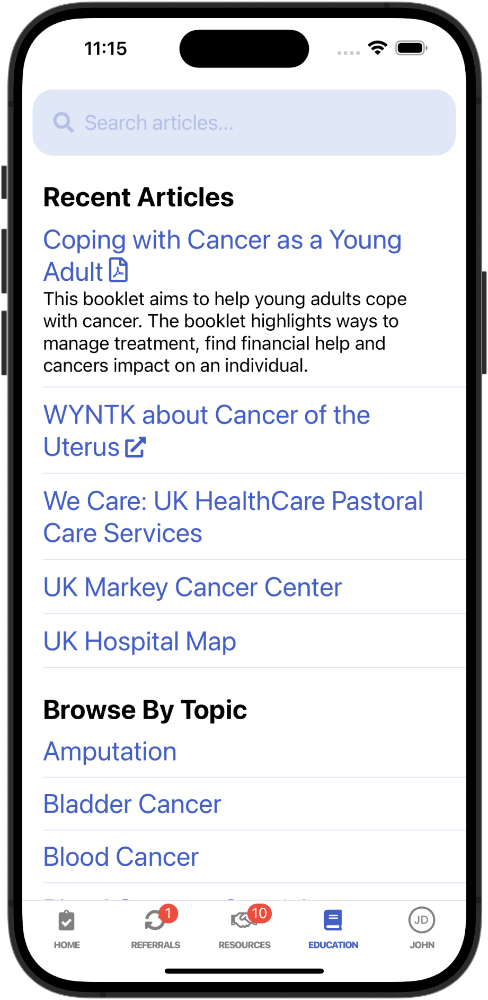 11:15
Search articles...
Recent Articles
Coping with Cancer as a Young
Adult
This booklet aims to help young adults cope
with cancer. The booklet highlights ways to
manage treatment, find financial help and
cancers impact on an individual.
WYNTK about Cancer of the
Uterus
We Care: UK HealthCare Pastoral
Care Services
UK Markey Cancer Center
UK Hospital Map
Browse By Topic
Amputation
Bladder Cancer
Blood Cancer
1
10
JD
HOME
REFERRALS
RESOURCES
EDUCATION
JOHN